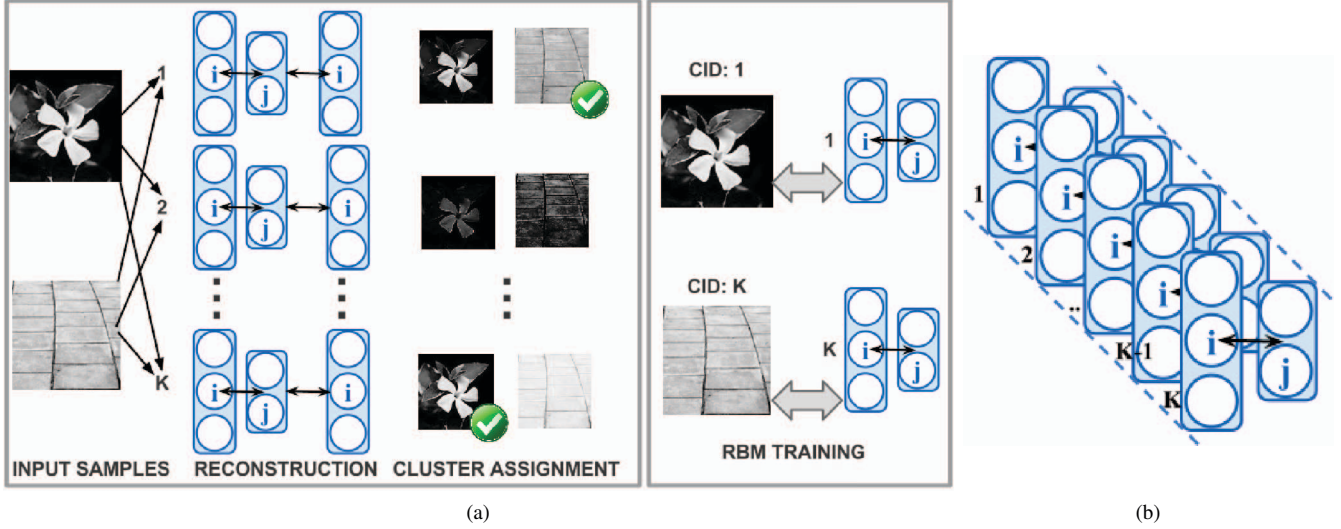 1
2
K
i
j
i
i
j
i
i
j
i
INPUT SAMPLES
RECONSTRUCTION
CLUSTER ASSIGNMENT
CID: 1
1
i
j
CID: K
K
i
j
RBM TRAINING
(a)
i
1
i
2
i
..
i
K-1
i
j
K
(b)